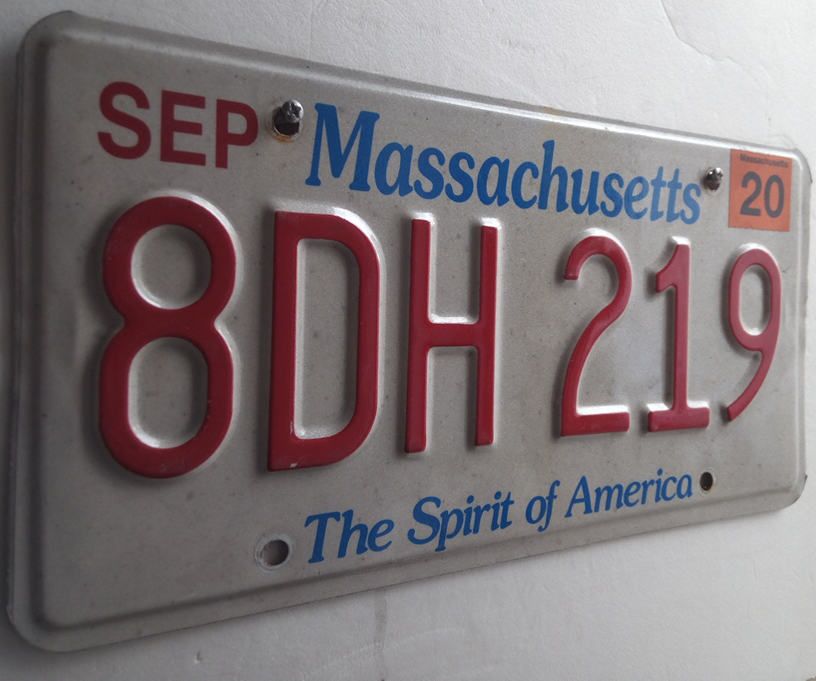 SEP Massachusetts
Massachusetts
20
8DH 219
The Spirit of America